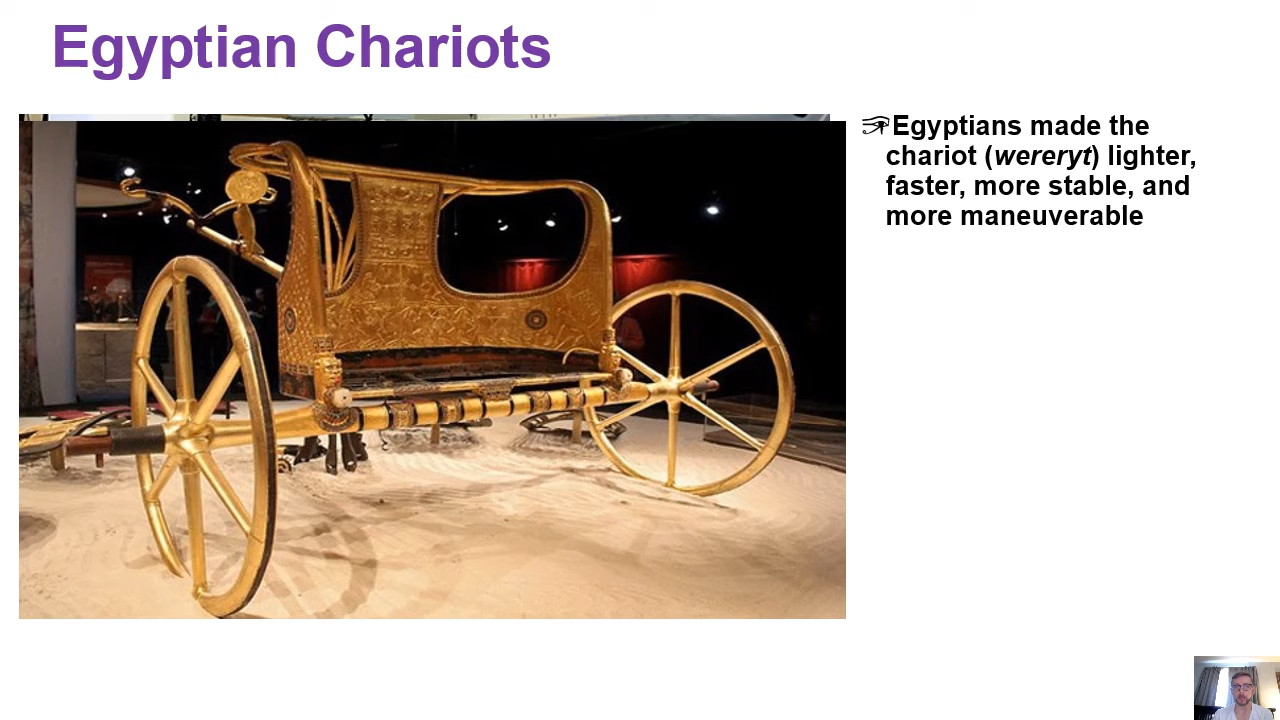 Egyptian Chariots
Egyptians made the
chariot (wereryt) lighter,
faster, more stable, and
more maneuverable